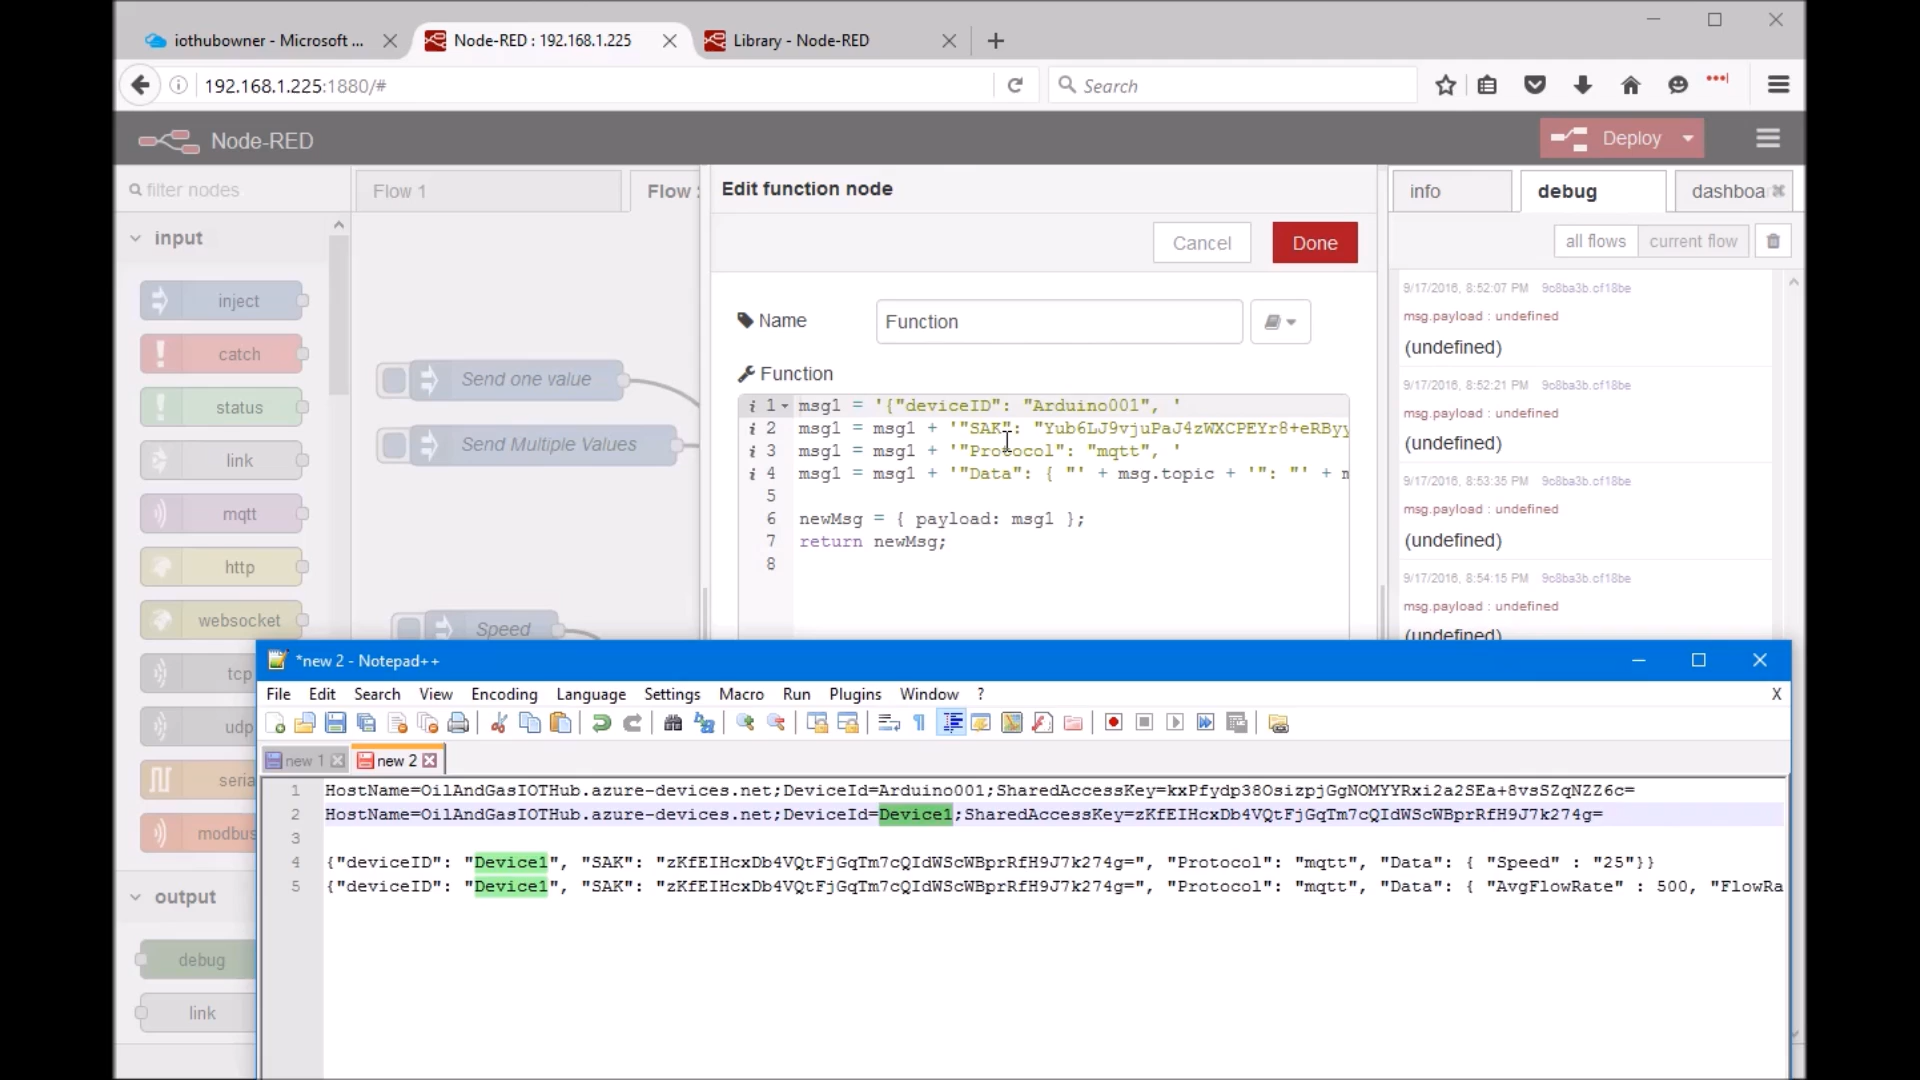 iothubowner - Microsoft ...
Node-RED : 192.168.1.225
Library - Node-RED
192.168.1.225:1880/#
Search
Node-RED
Deploy
filter nodes
Flow 1
Flow
Edit function node
info
debug
dashboa
Cancel
Done
all flows
current flow
input
inject
catch
status
link
mqtt
http
websocket
tcp
udp
seria
modbus
output
debug
link
Send one value
Send Multiple Values
Speed
Name
Function
Function
1 msg1 = '{"deviceID": "Arduino001", '
2 msg1 = msg1 + '"SAK": "Yub6LJ9vjuPaJ4zWXCPEYr8+eRByy
3 msg1 = msg1 + '"Protocol": "mqtt", '
4 msg1 = msg1 + '"Data": { "' + msg.topic + '": "' + m
5
6 newMsg = { payload: msg1 };
7 return newMsg;
8
9/17/2016, 8:52:07 PM 9c8ba3b.cf18be
msg.payload : undefined
(undefined)
9/17/2016, 8:52:21 PM 9c8ba3b.cf18be
msg.payload : undefined
(undefined)
9/17/2016, 8:53:35 PM 9c8ba3b.cf18be
msg.payload : undefined
(undefined)
9/17/2016, 8:54:15 PM 9c8ba3b.cf18be
msg.payload : undefined
(undefined)
*new 2 - Notepad++
File Edit Search View Encoding Language Settings Macro Run Plugins Window ? X
new 1 new 2
1 HostName=OilAndGasIOTHub.azure-devices.net;DeviceId=Arduino001;SharedAccessKey=kxPfydp38OsizpjGgNOMYYRxi2a2SEa+8vsSZqNZZ6c=
2 HostName=OilAndGasIOTHub.azure-devices.net;DeviceId=Device1;SharedAccessKey=zKfEIHcxDb4VQtFjGqTm7cQIdWScWBprRfH9J7k274g=
3
4 {"deviceID": "Device1", "SAK": "zKfEIHcxDb4VQtFjGqTm7cQIdWScWBprRfH9J7k274g=", "Protocol": "mqtt", "Data": { "Speed" : "25"}}
5 {"deviceID": "Device1", "SAK": "zKfEIHcxDb4VQtFjGqTm7cQIdWScWBprRfH9J7k274g=", "Protocol": "mqtt", "Data": { "AvgFlowRate" : 500, "FlowRa